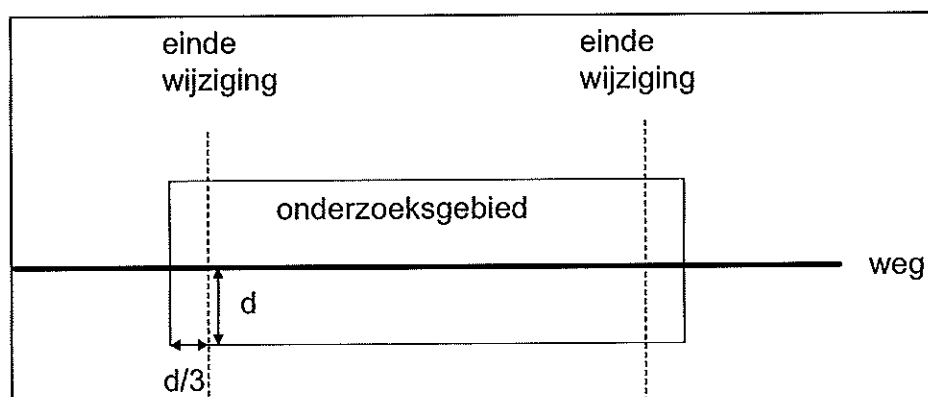 einde
wijziging
einde
wijziging
onderzoeksgebied
weg
d
d/3